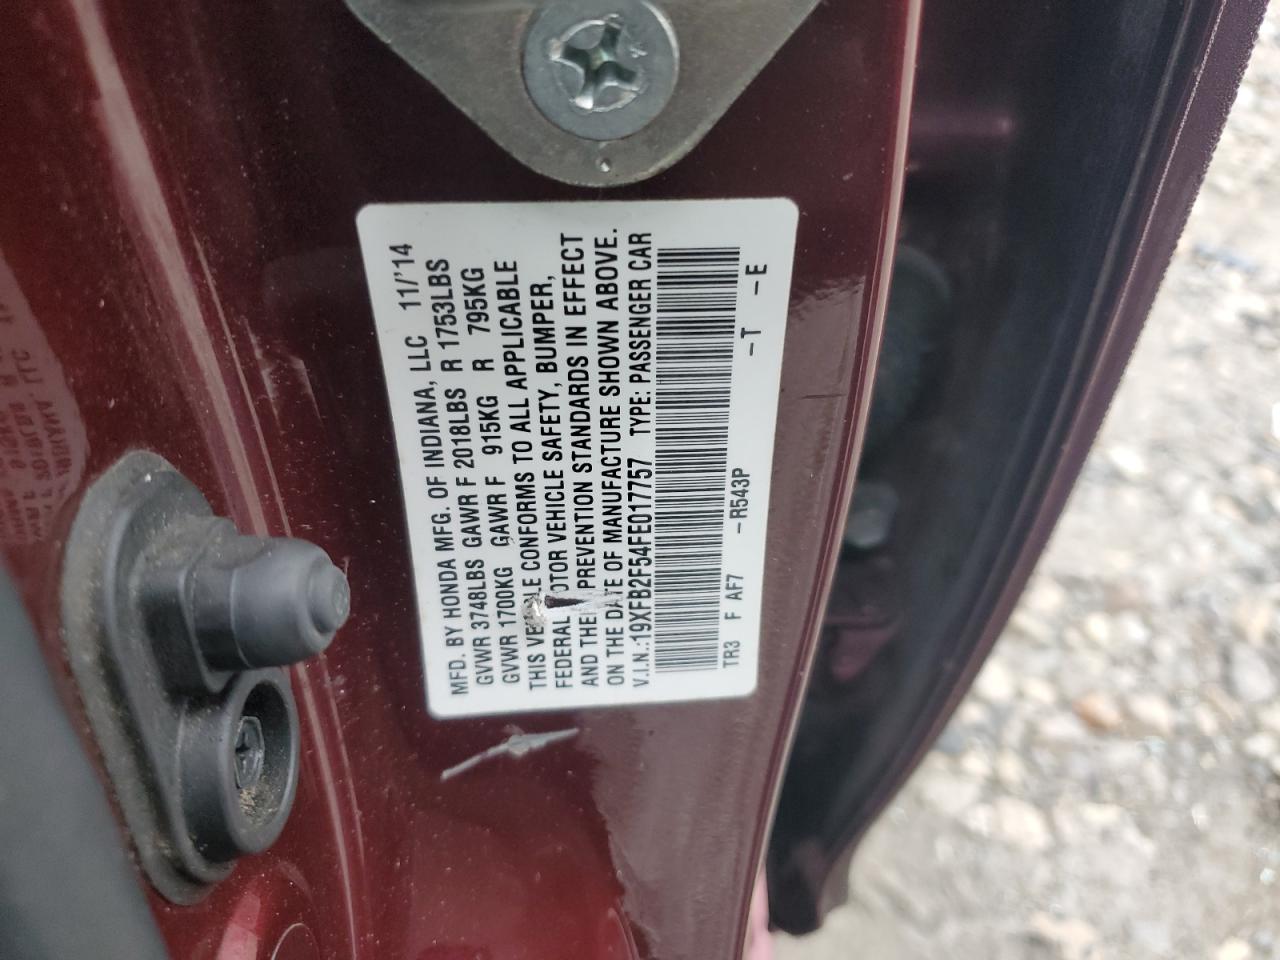 MFD. BY HONDA MFG. OF INDIANA, LLC 11/'14
GVWR 3748LBS GAWR F 2018LBS R 1753LBS
GVWR 1700KG GAWR F 915KG R 795KG
THIS VE LE CONFORMS TO ALL APPLICABLE
FEDERAL OTOR VEHICLE SAFETY, BUMPER,
AND THE PREVENTION STANDARDS IN EFFECT
ON THE DATE OF MANUFACTURE SHOWN ABOVE.
V.I.N.:19XFB2F54FE017757 TYPE: PASSENGER CAR
TR3 F AF7 -R543P -T -E